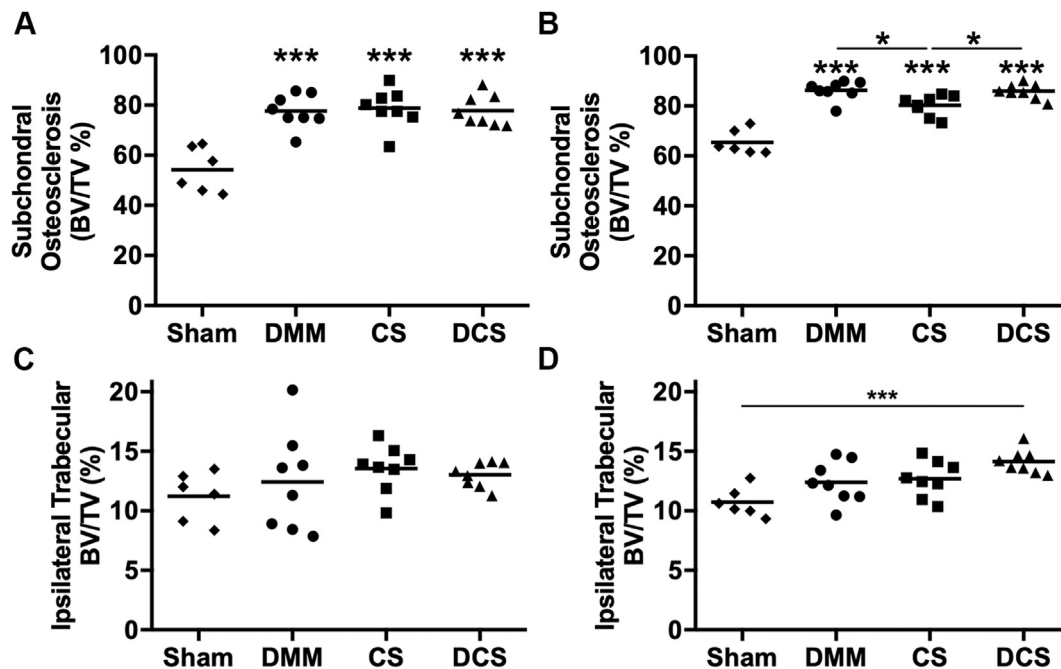 A
Subchondral
Osteosclerosis
(BV/TV %)
100
80
60
40
20
0
*** *** ***
Sham DMM CS DCS
B
Subchondral
Osteosclerosis
(BV/TV %)
100
80
60
40
20
0
* *
*** *** ***
Sham DMM CS DCS
C
Ipsilateral Trabecular
BV/TV (%)
20
15
10
5
0
Sham DMM CS DCS
D
Ipsilateral Trabecular
BV/TV (%)
20
15
10
5
0
***
Sham DMM CS DCS